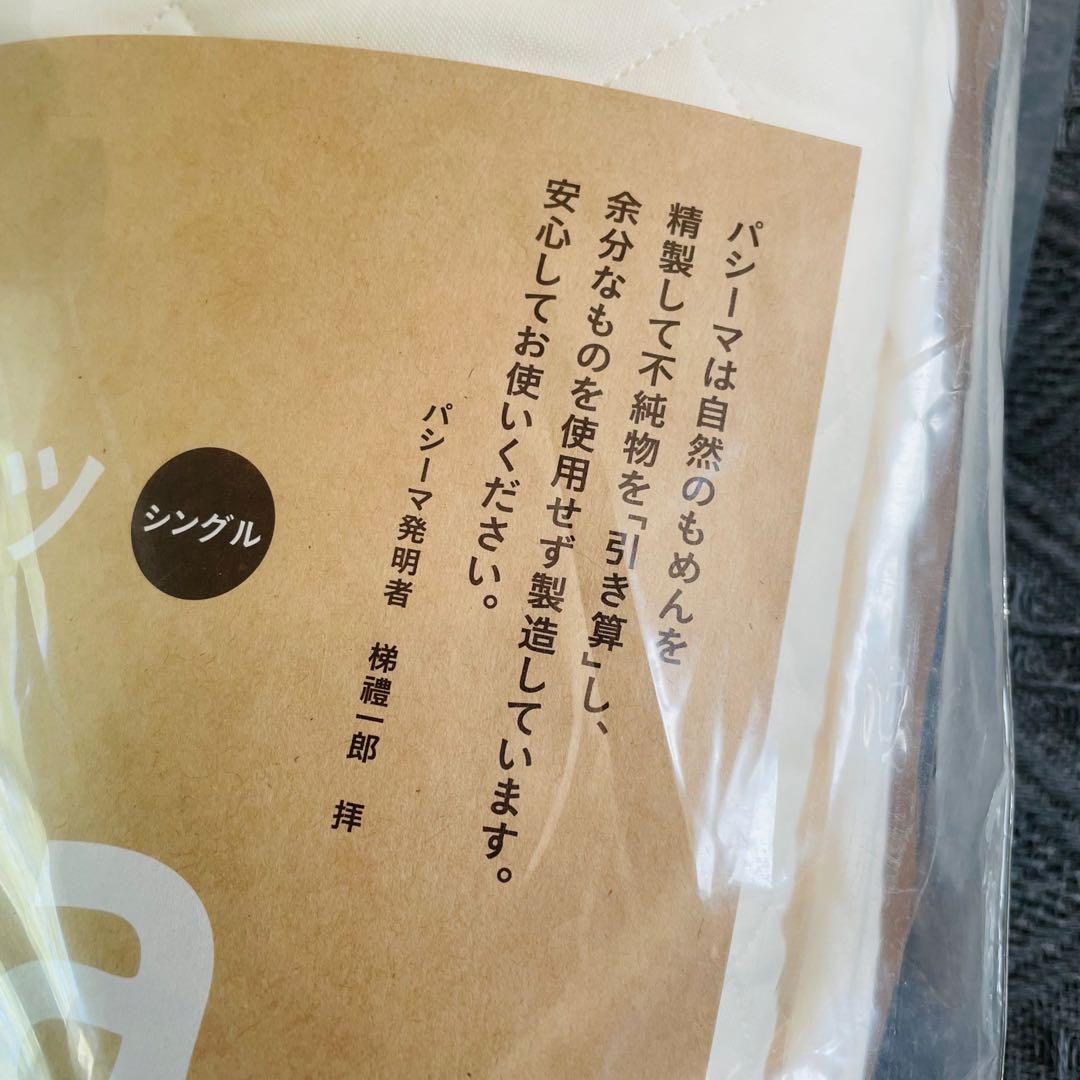 パシーマは自然のもめんを
精製して不純物を「引き算」し、
余分なものを使用せず製造しています。
安心してお使いください。
パシーマ発明者 梯禮一郎 拝
シングル
ッ
a